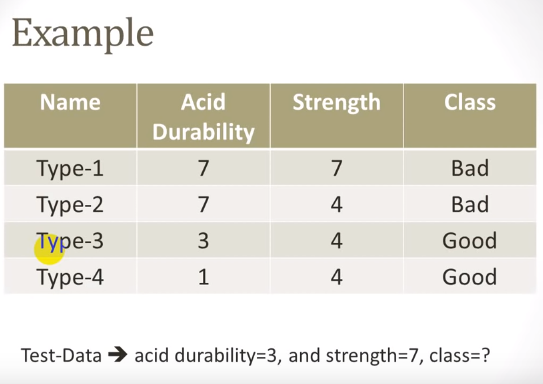 Example
Name Acid Durability Strength Class
Type-1 7 7 Bad
Type-2 7 4 Bad
Type-3 3 4 Good
Type-4 1 4 Good
Test-Data ➔ acid durability=3, and strength=7, class=?